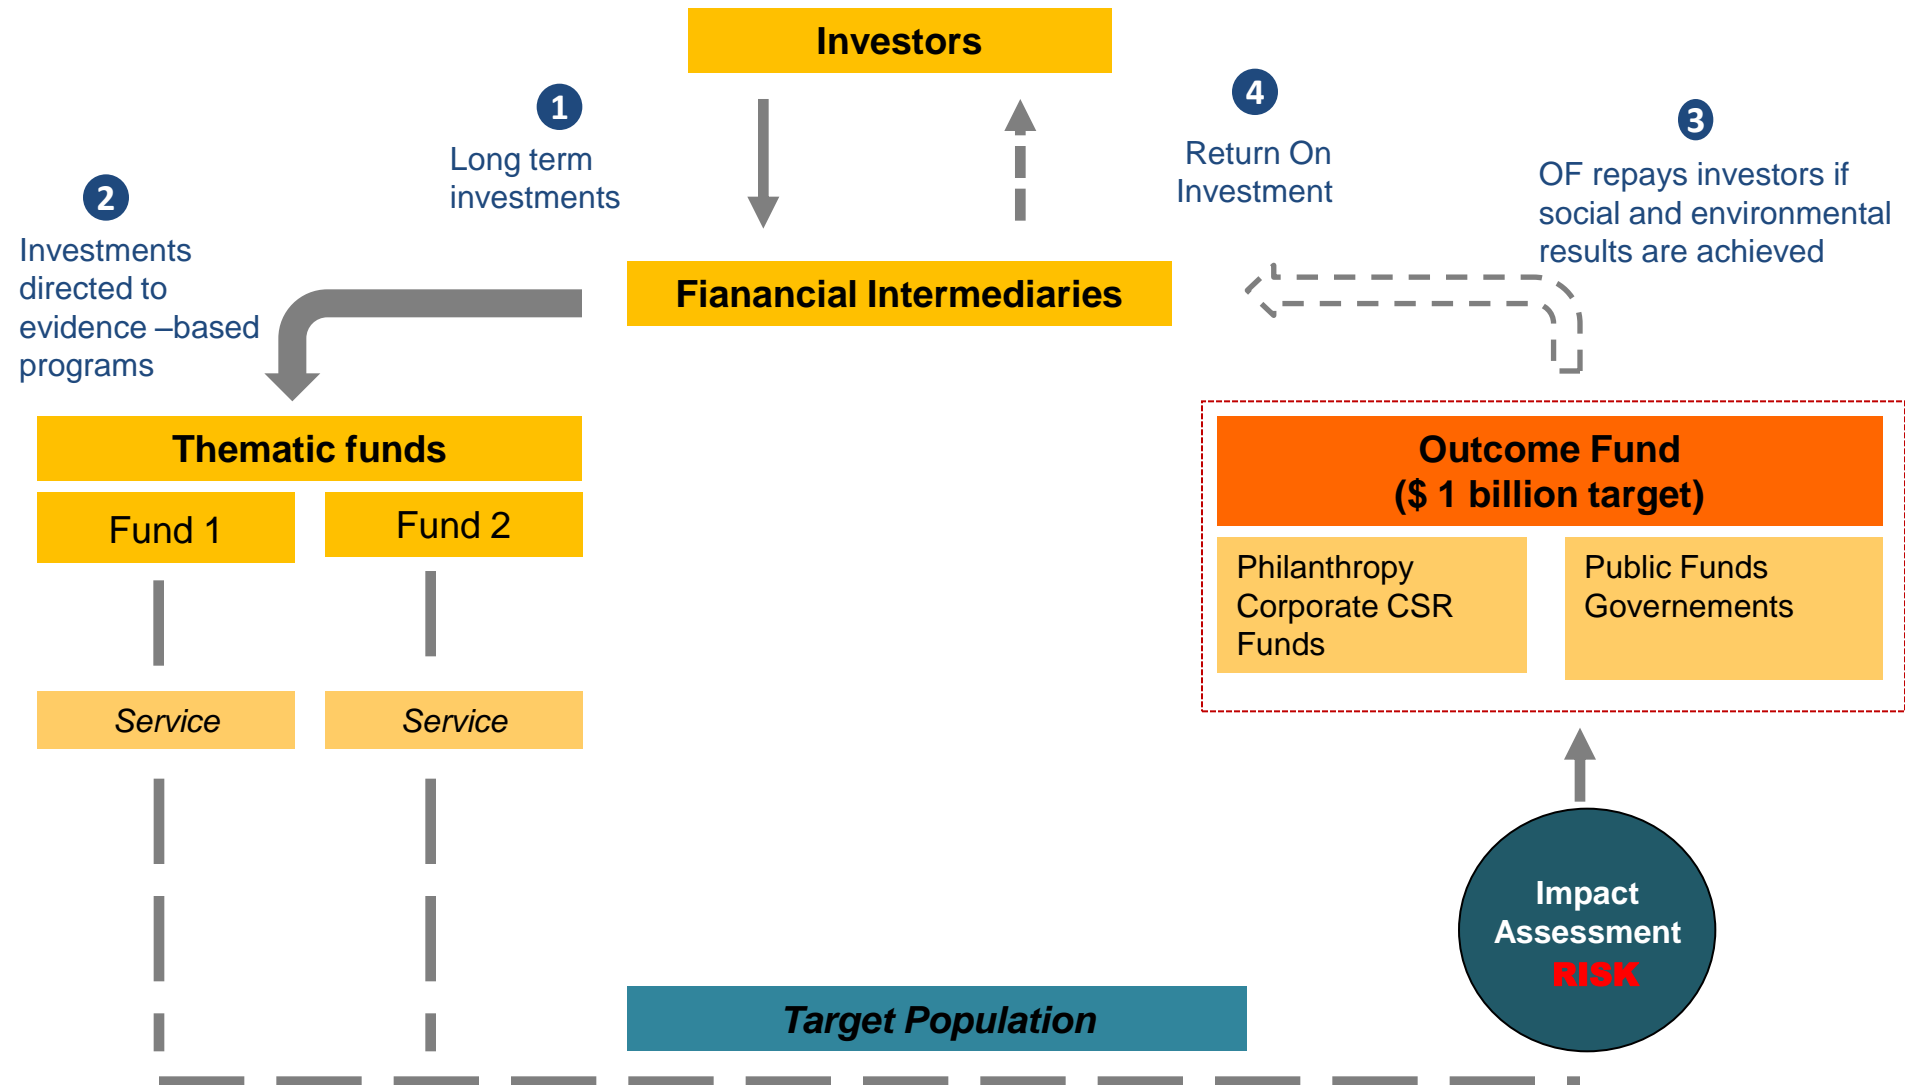 Investors
1
Long term
investments
4
Return On
Investment
3
OF repays investors if
social and environmental
results are achieved
2
Investments
directed to
evidence –based
programs
Fianancial Intermediaries
Thematic funds
Fund 1
Fund 2
Service
Service
Outcome Fund
($ 1 billion target)
Philanthropy
Corporate CSR
Funds
Public Funds
Governements
Impact
Assessment
RISK
Target Population